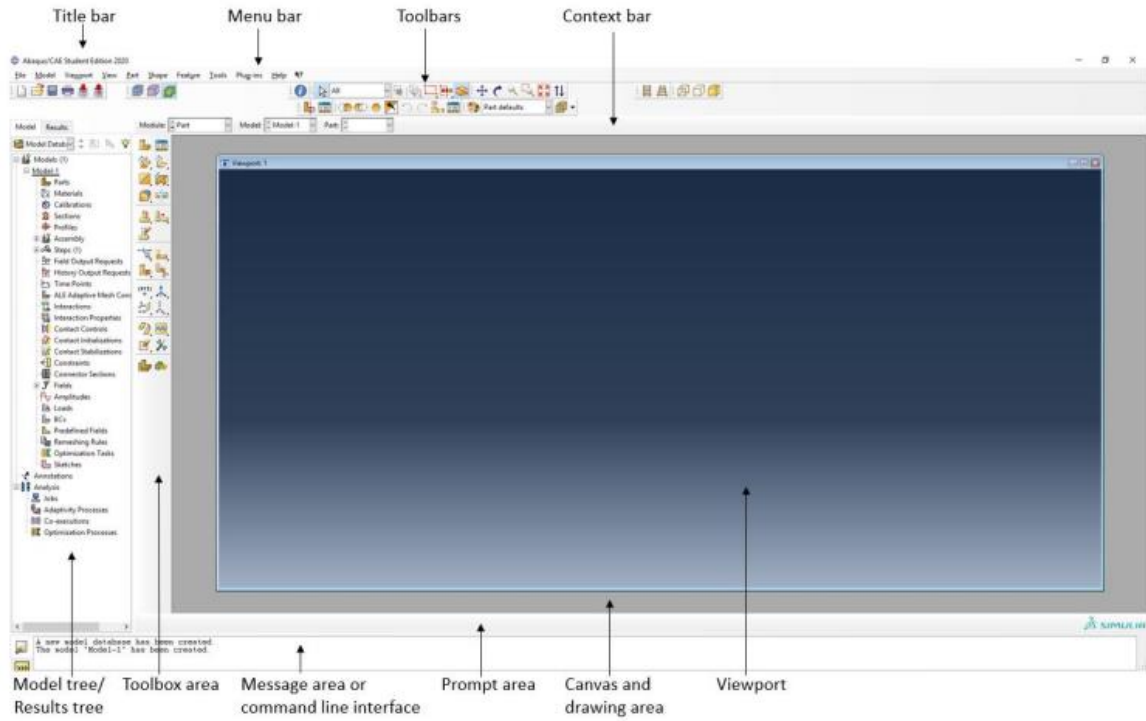 Title bar
Menu bar
Toolbars
Context bar
Abaqus/CAE Student Edition 2020
File Model Viewport View Part Shape Feature Tools Plug-ins Help
All
Part defaults
Model Results
Module: Part
Model: Model-1
Part:
Model Datab
Viewport: 1
Models (1)
Model-1
Parts
Materials
Calibrations
Sections
Profiles
Assembly
Steps (1)
Field Output Requests
History Output Requests
Time Points
ALE Adaptive Mesh Cons
Interactions
Interaction Properties
Contact Controls
Contact Initializations
Contact Stabilizations
Constraints
Connector Sections
Fields
Amplitudes
Loads
BCs
Predefined Fields
Remeshing Rules
Optimization Tasks
Sketches
Annotations
Analysis
Jobs
Adaptivity Processes
Co-executions
Optimization Processes
SIMULIA
A new model database has been created.
The model "Model-1" has been created.
Model tree/
Results tree
Toolbox area
Message area or
command line interface
Prompt area
Canvas and
drawing area
Viewport